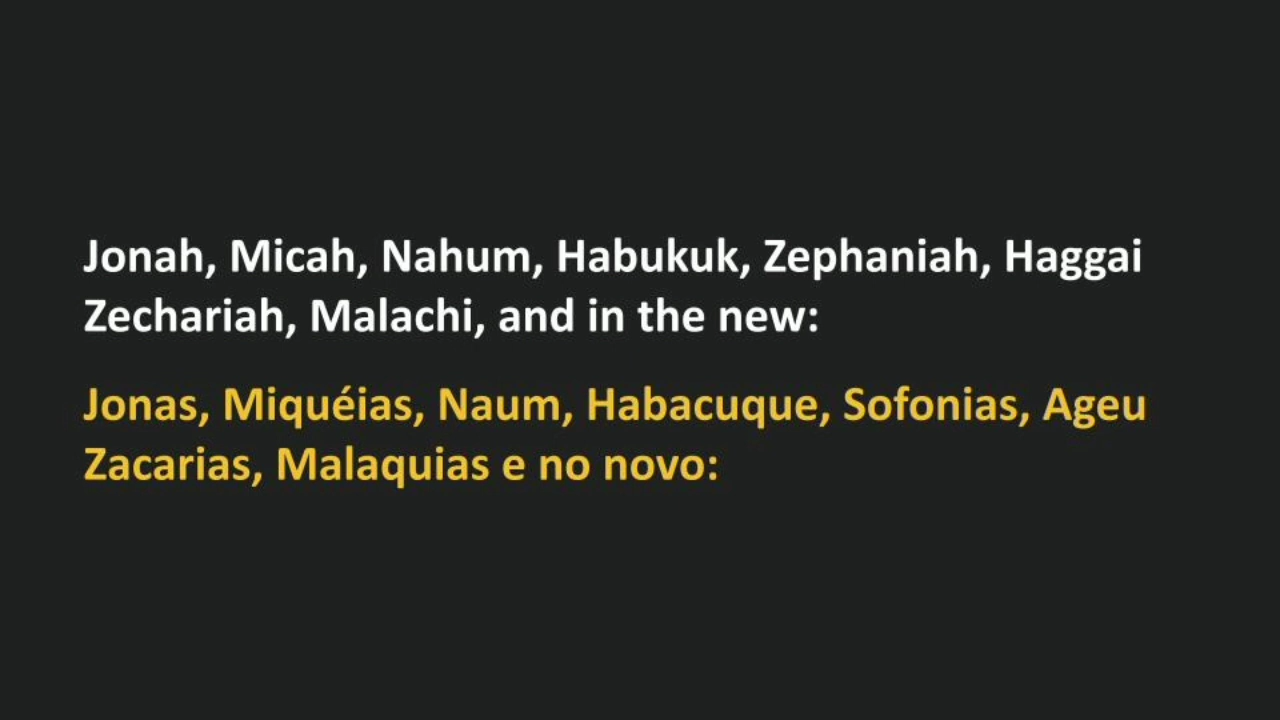 Jonah, Micah, Nahum, Habukuk, Zephaniah, Haggai
Zechariah, Malachi, and in the new:
Jonas, Miquéias, Naum, Habacuque, Sofonias, Ageu
Zacarias, Malaquias e no novo: